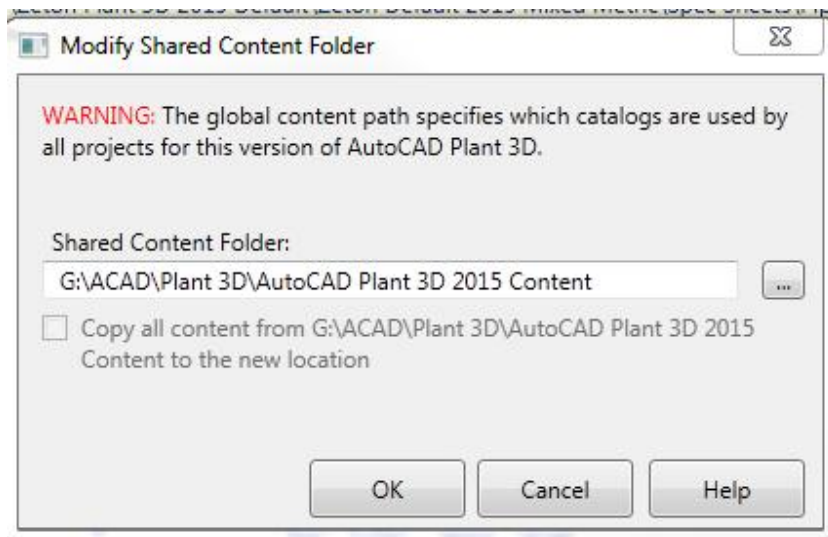 Modify Shared Content Folder
WARNING: The global content path specifies which catalogs are used by
all projects for this version of AutoCAD Plant 3D.
Shared Content Folder:
G:\ACAD\Plant 3D\AutoCAD Plant 3D 2015 Content
...
Copy all content from G:\ACAD\Plant 3D\AutoCAD Plant 3D 2015
Content to the new location
OK Cancel Help